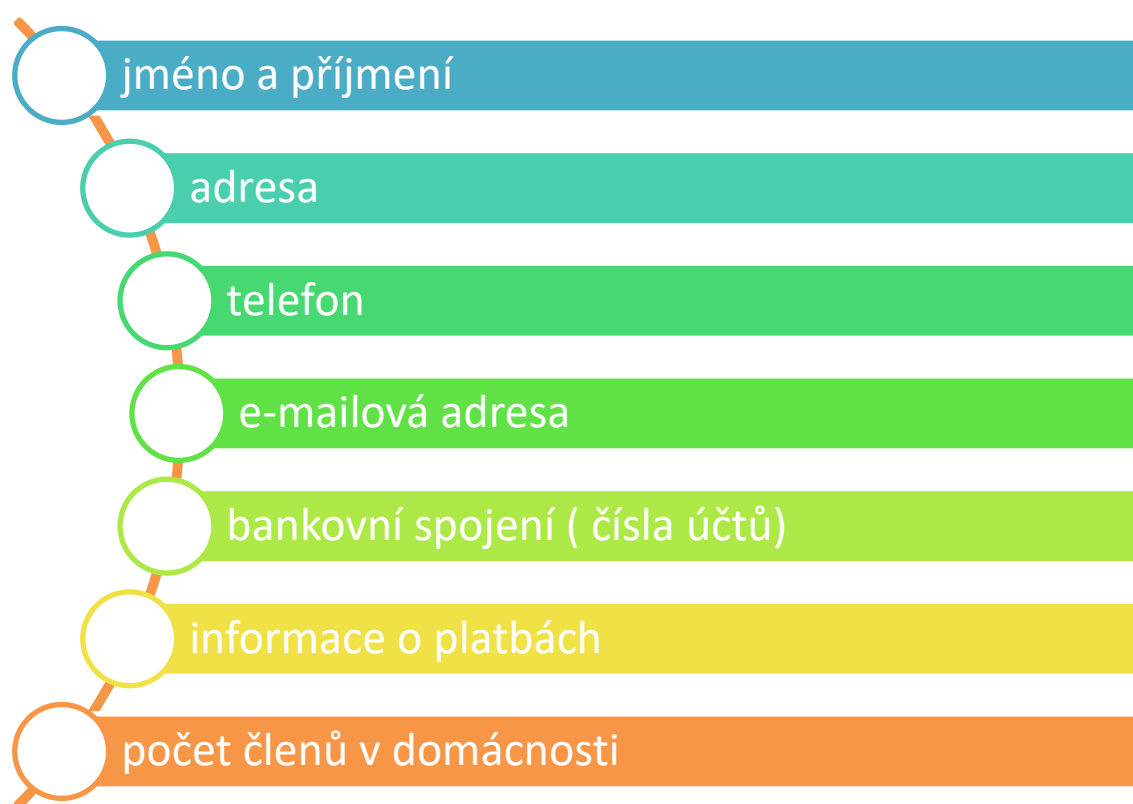 jméno a příjmení
adresa
telefon
e-mailová adresa
bankovní spojení ( čísla účtů)
informace o platbách
počet členů v domácnosti